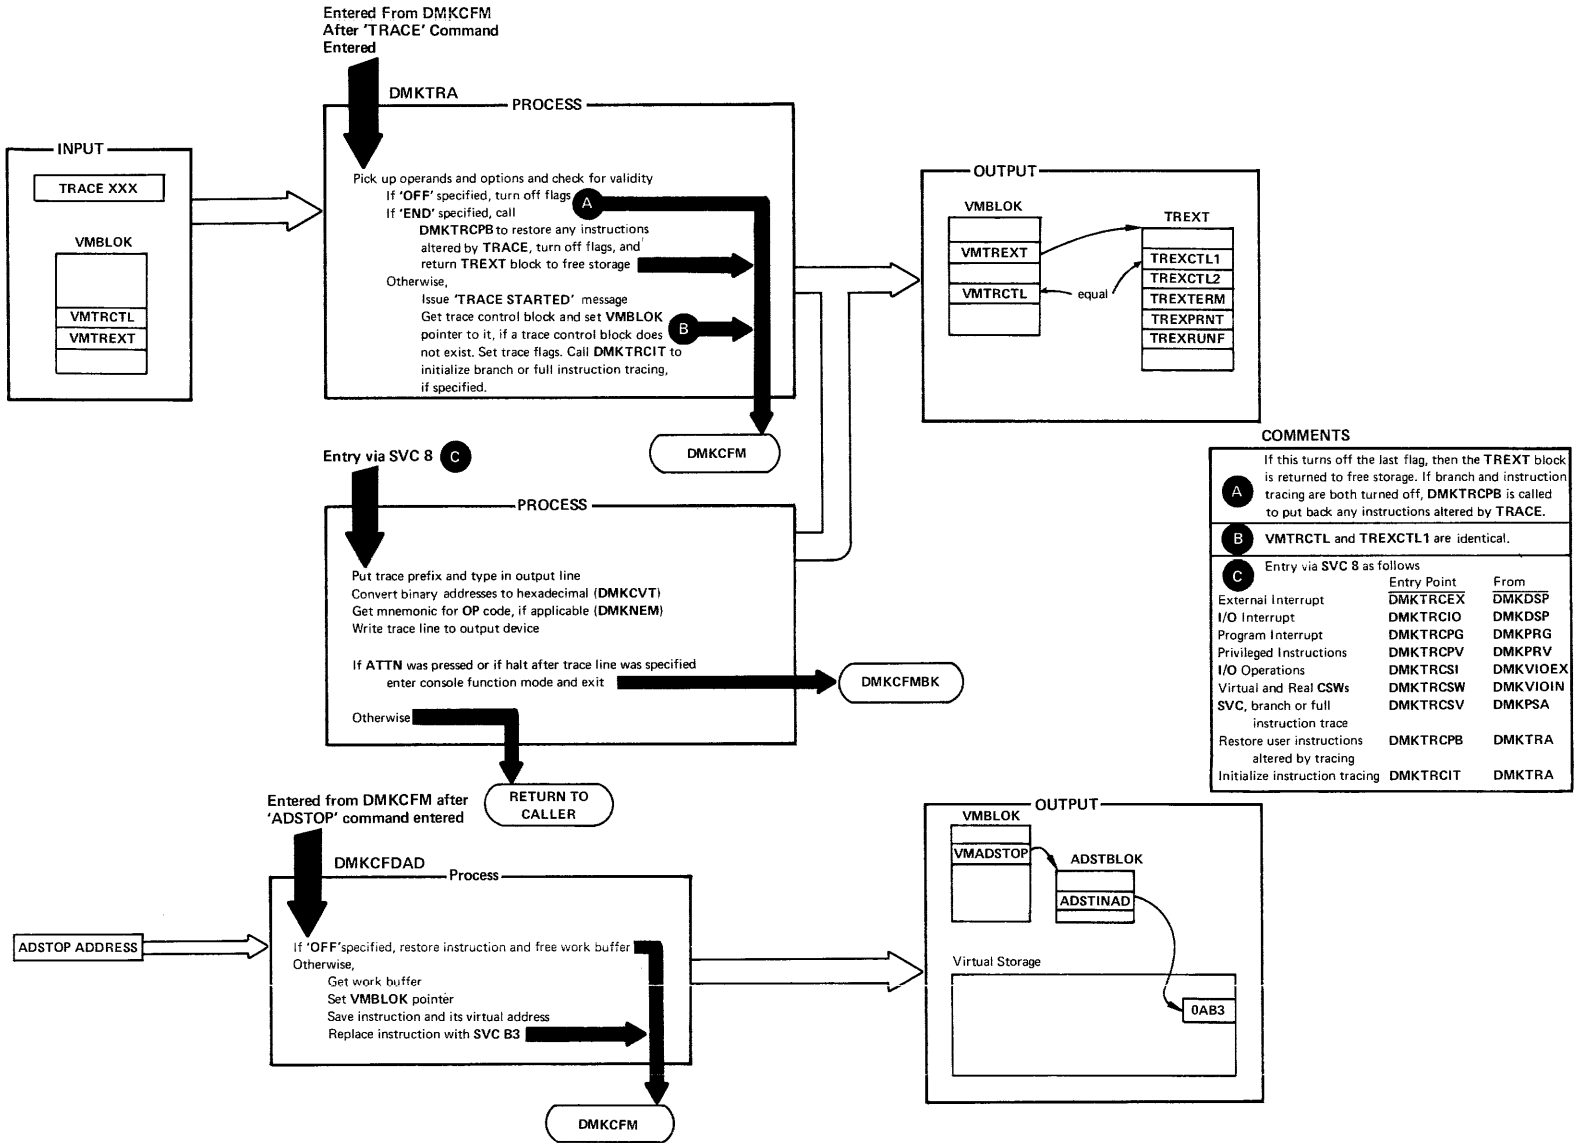 Entered From DMKCFM
After 'TRACE' Command
Entered
DMKTRA
PROCESS
INPUT
TRACE XXX
VMBLOK
VMTRCTL
VMTREXT
Pick up operands and options and check for validity
If 'OFF' specified, turn off flags
A
If 'END' specified, call
DMKTRCPB to restore any instructions
altered by TRACE, turn off flags, and
return TREXT block to free storage
Otherwise,
Issue 'TRACE STARTED' message
Get trace control block and set VMBLOK
pointer to it, if a trace control block does
B
not exist. Set trace flags. Call DMKTRCIT to
initialize branch or full instruction tracing,
if specified.
DMKCFM
OUTPUT
VMBLOK
VMTREXT
VMTRCTL
equal
TREXT
TREXCTL1
TREXCTL2
TREXTERM
TREXPRNT
TREXRUNF
Entry via SVC 8
C
PROCESS
Put trace prefix and type in output line
Convert binary addresses to hexadecimal (DMKCVT)
Get mnemonic for OP code, if applicable (DMKNEM)
Write trace line to output device
If ATTN was pressed or if halt after trace line was specified
enter console function mode and exit
DMKCFMBK
Otherwise
RETURN TO
CALLER
COMMENTS
A
If this turns off the last flag, then the TREXT block
is returned to free storage. If branch and instruction
tracing are both turned off, DMKTRCPB is called
to put back any instructions altered by TRACE.
B
VMTRCTL and TREXCTL1 are identical.
C
Entry via SVC 8 as follows
Entry Point From
External Interrupt DMKTRCEX DMKDSP
I/O Interrupt DMKTRCIO DMKDSP
Program Interrupt DMKTRCPG DMKPRG
Privileged Instructions DMKTRCPV DMKPRV
I/O Operations DMKTRCSI DMKVIOEX
Virtual and Real CSWs DMKTRCSW DMKVIOIN
SVC, branch or full DMKTRCSV DMKPSA
instruction trace
Restore user instructions DMKTRCPB DMKTRA
altered by tracing
Initialize instruction tracing DMKTRCIT DMKTRA
Entered from DMKCFM after
'ADSTOP' command entered
DMKCFDAD
Process
ADSTOP ADDRESS
If 'OFF'specified, restore instruction and free work buffer
Otherwise,
Get work buffer
Set VMBLOK pointer
Save instruction and its virtual address
Replace instruction with SVC B3
DMKCFM
OUTPUT
VMBLOK
VMADSTOP
ADSTBLOK
ADSTINAD
Virtual Storage
0AB3